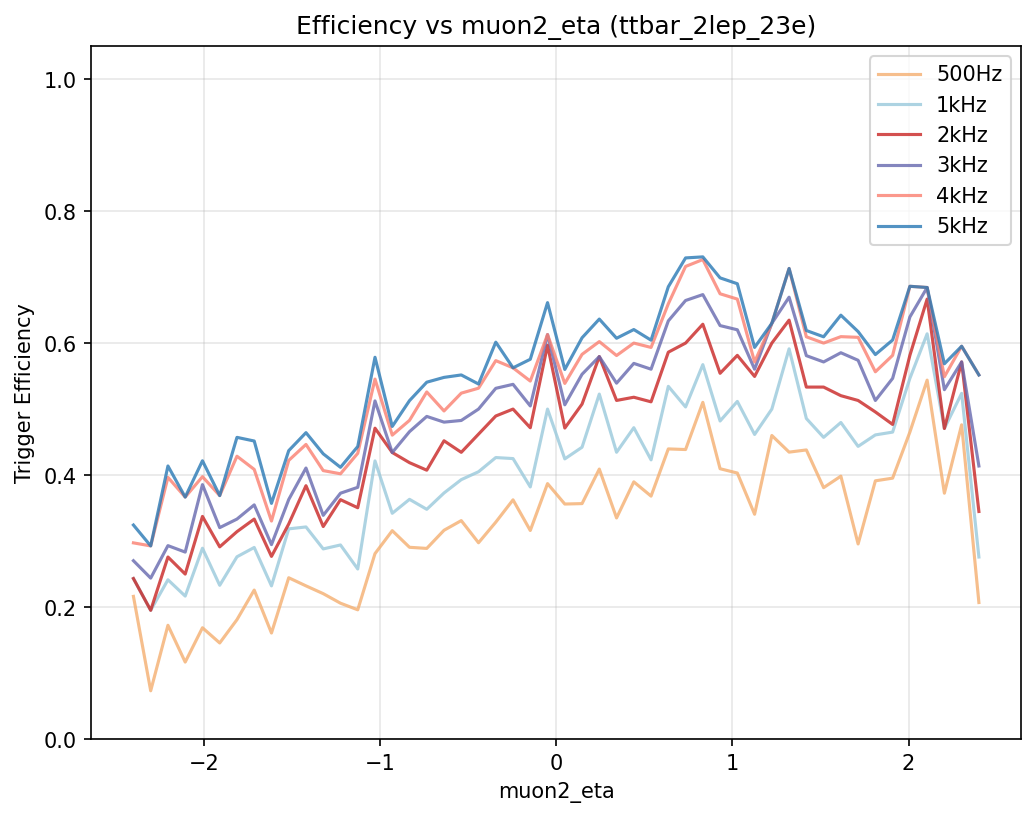 Efficiency vs muon2_eta (ttbar_2lep_23e)
1.0
0.8
0.6
0.4
0.2
0.0
Trigger Efficiency
500Hz
1kHz
2kHz
3kHz
4kHz
5kHz
−2
−1
0
1
2
muon2_eta